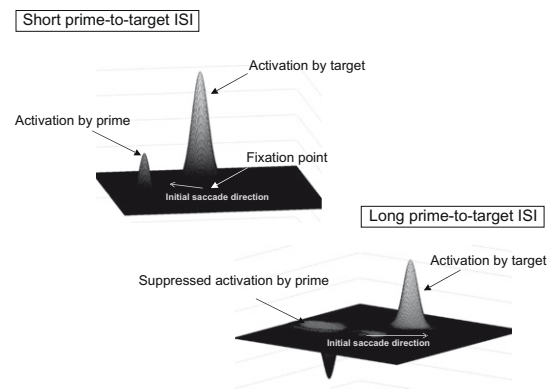 Short prime-to-target ISI
Activation by target
Activation by prime
Fixation point
Initial saccade direction
Long prime-to-target ISI
Activation by target
Suppressed activation by prime
Initial saccade direction